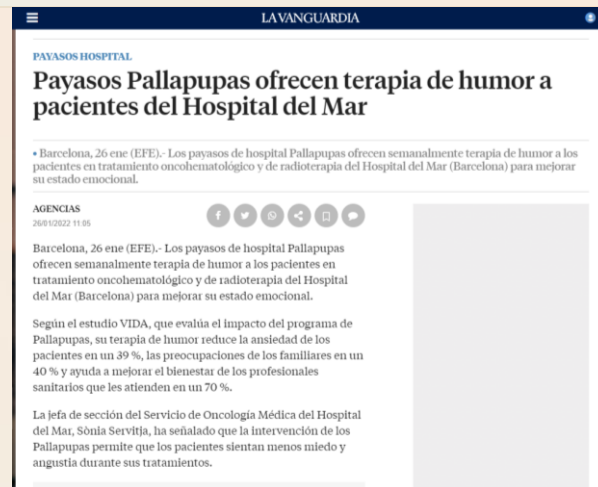 LA VANGUARDIA
PAYASOS HOSPITAL
Payasos Pallapupas ofrecen terapia de humor a
pacientes del Hospital del Mar
• Barcelona, 26 ene (EFE).- Los payasos de hospital Pallapupas ofrecen semanalmente terapia de humor a los
pacientes en tratamiento oncohematológico y de radioterapia del Hospital del Mar (Barcelona) para mejorar
su estado emocional.
AGENCIAS
26/01/2022 11:05
Barcelona, 26 ene (EFE).- Los payasos de hospital Pallapupas
ofrecen semanalmente terapia de humor a los pacientes en
tratamiento oncohematológico y de radioterapia del Hospital
del Mar (Barcelona) para mejorar su estado emocional.
Según el estudio VIDA, que evalúa el impacto del programa de
Pallapupas, su terapia de humor reduce la ansiedad de los
pacientes en un 39 %, las preocupaciones de los familiares en un
40 % y ayuda a mejorar el bienestar de los profesionales
sanitarios que les atienden en un 70 %.
La jefa de sección del Servicio de Oncología Médica del Hospital
del Mar, Sònia Servitja, ha señalado que la intervención de los
Pallapupas permite que los pacientes sientan menos miedo y
angustia durante sus tratamientos.